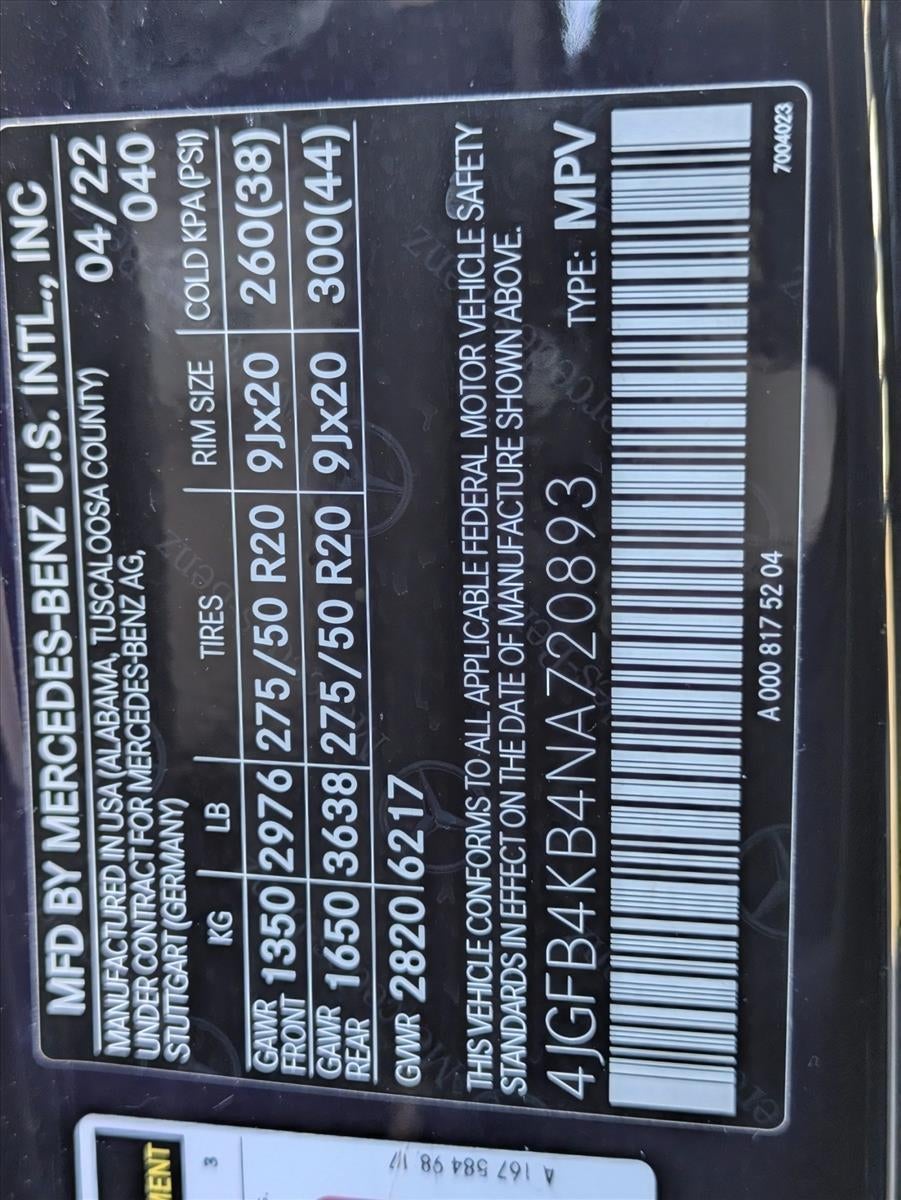 MFD BY MERCEDES-BENZ U.S. INTL., INC
MANUFACTURED IN USA (ALABAMA, TUSCALOOSA COUNTY) 04/22
UNDER CONTRACT FOR MERCEDES-BENZ AG, 040
STUTTGART (GERMANY)
KG LB TIRES RIM SIZE COLD KPA (PSI)
GAWR FRONT 1350 2976 275/50 R20 9Jx20 260(38)
GAWR REAR 1650 3638 275/50 R20 9Jx20 300(44)
GVWR 2820 6217
THIS VEHICLE CONFORMS TO ALL APPLICABLE FEDERAL MOTOR VEHICLE SAFETY
STANDARDS IN EFFECT ON THE DATE OF MANUFACTURE SHOWN ABOVE.
4JGFB4KB4NA720893 TYPE: MPV
A 000 817 52 04 7004023
MENT
3
A 167 584 98 17